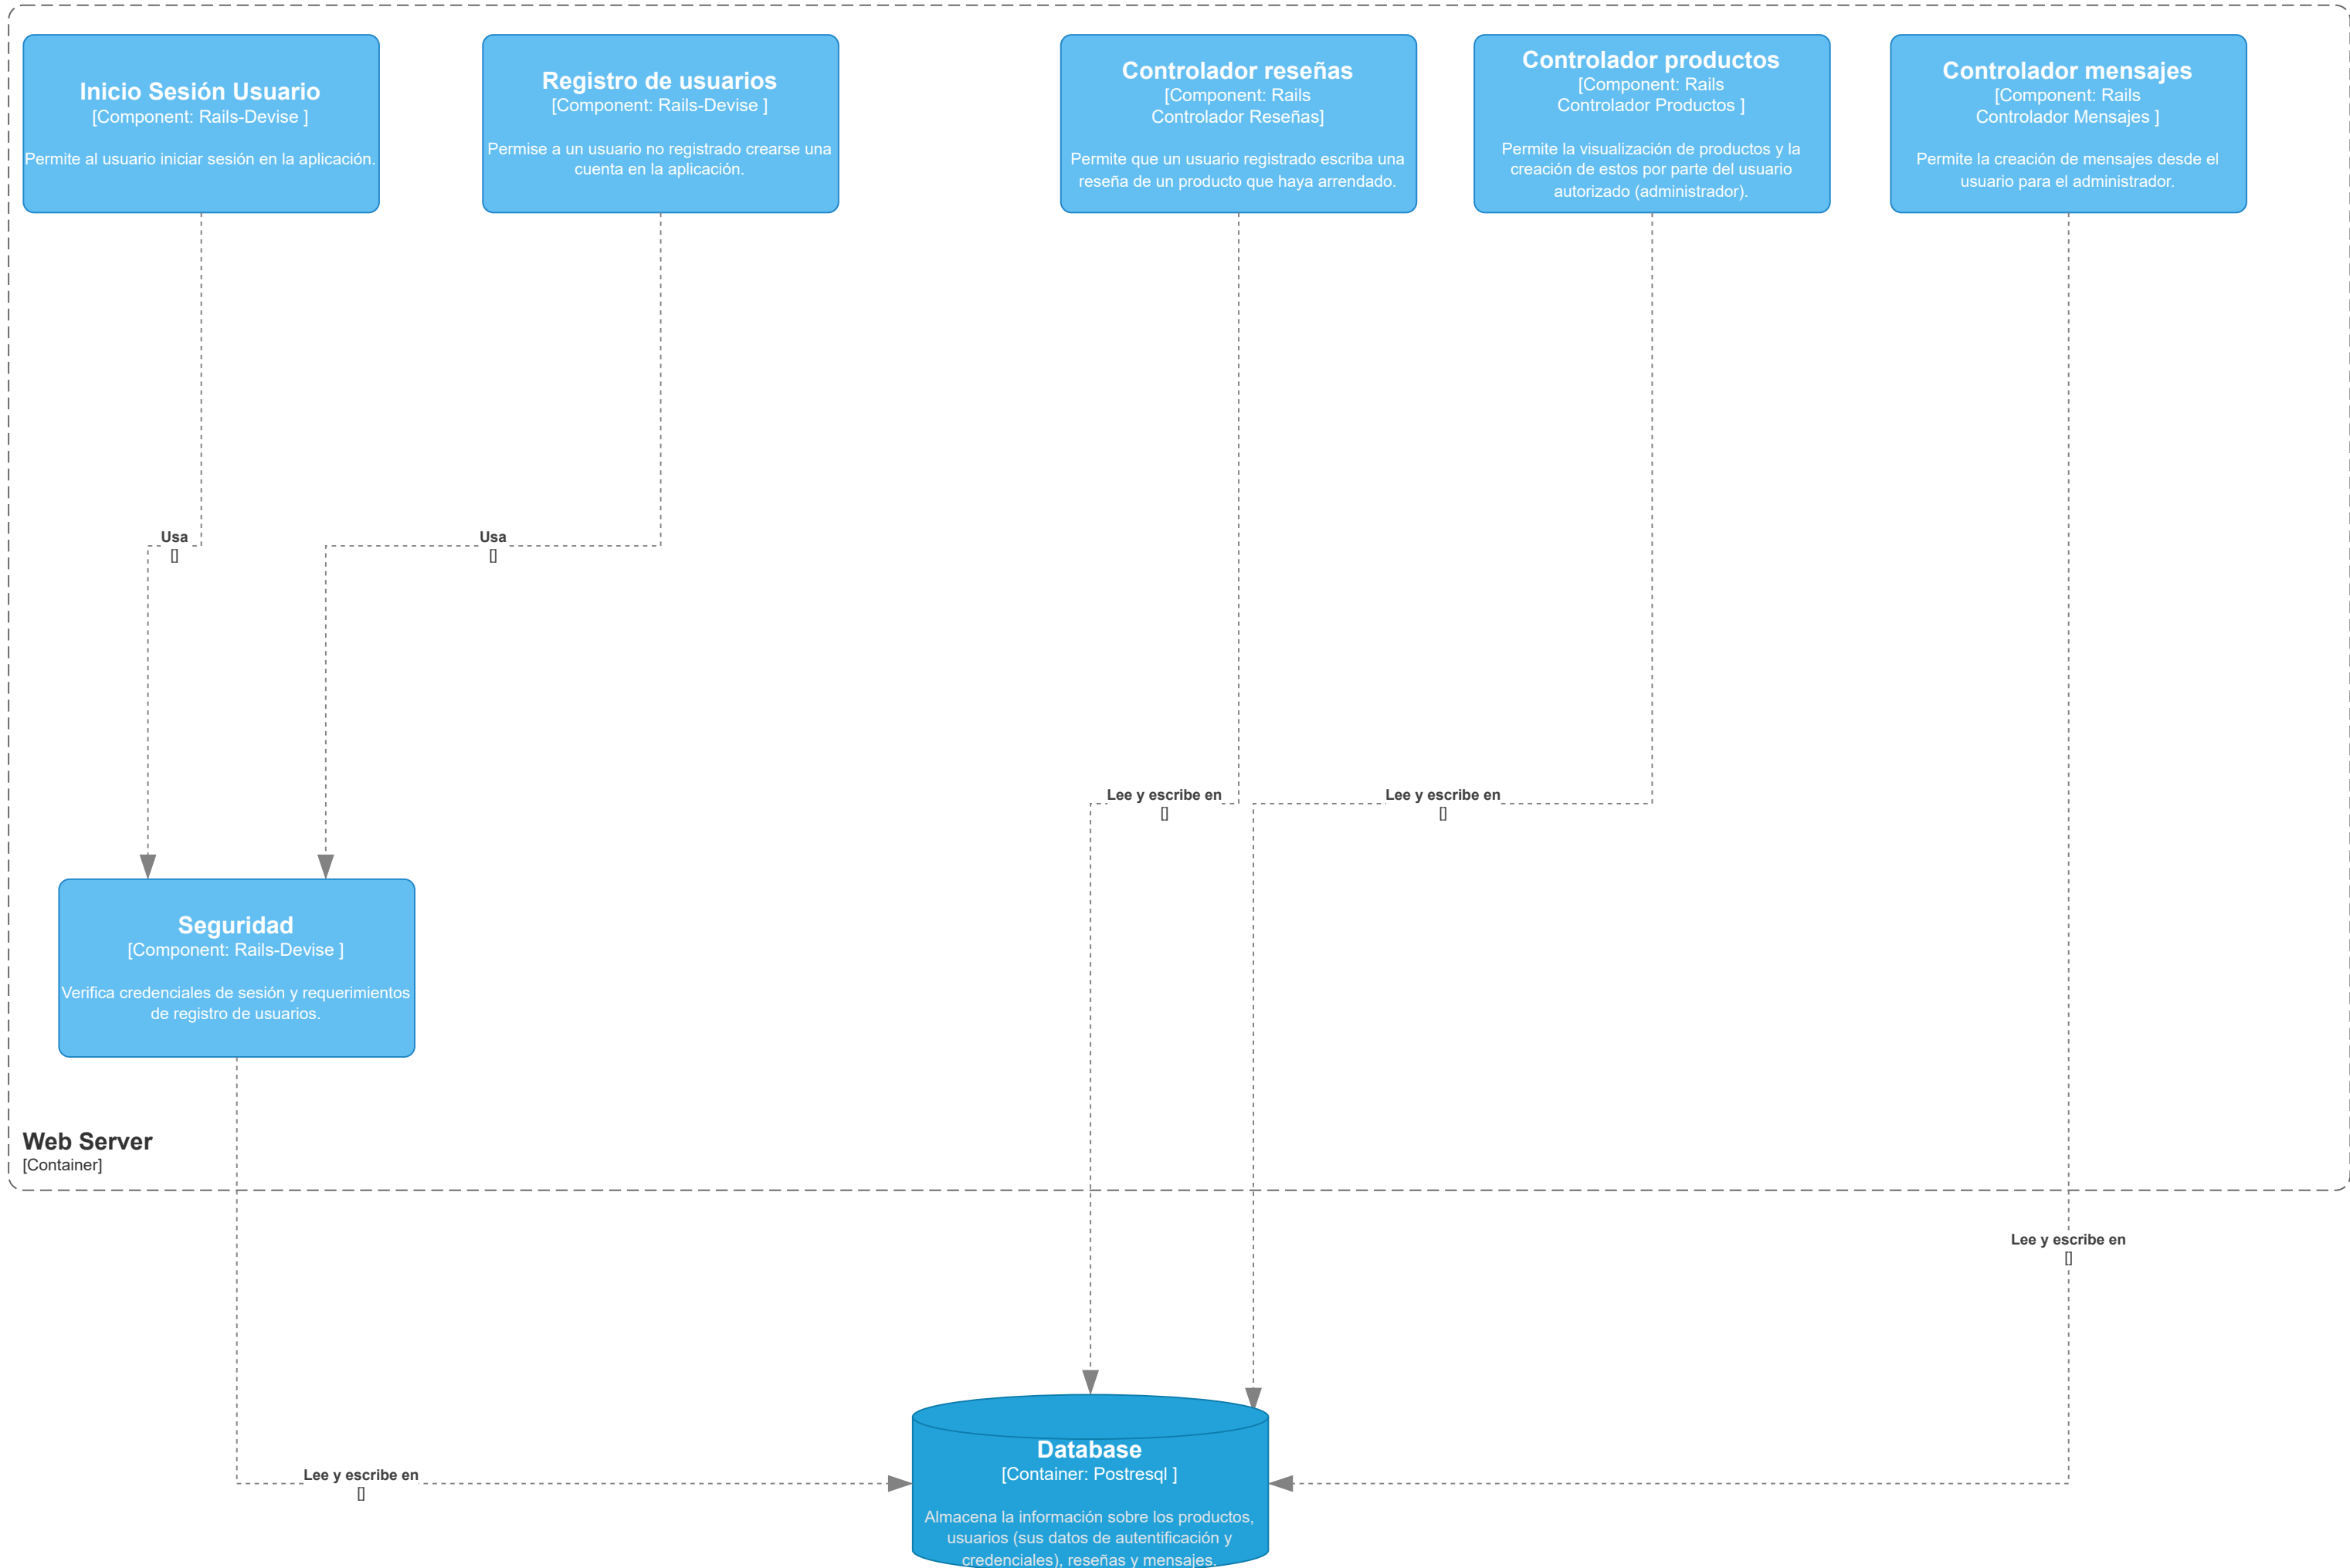 Inicio Sesión Usuario
[Component: Rails-Devise ]
Permite al usuario iniciar sesión en la aplicación.
Registro de usuarios
[Component: Rails-Devise ]
Permise a un usuario no registrado crearse una
cuenta en la aplicación.
Controlador reseñas
[Component: Rails
Controlador Reseñas]
Permite que un usuario registrado escriba una
reseña de un producto que haya arrendado.
Controlador productos
[Component: Rails
Controlador Productos ]
Permite la visualización de productos y la
creación de estos por parte del usuario
autorizado (administrador).
Controlador mensajes
[Component: Rails
Controlador Mensajes ]
Permite la creación de mensajes desde el
usuario para el administrador.
Usa
[]
Usa
[]
Lee y escribe en
[]
Lee y escribe en
[]
Seguridad
[Component: Rails-Devise ]
Verifica credenciales de sesión y requerimientos
de registro de usuarios.
Web Server
[Container]
Lee y escribe en
[]
Lee y escribe en
[]
Database
[Container: Postresql ]
Almacena la información sobre los productos,
usuarios (sus datos de autentificación y
credenciales), reseñas y mensajes.